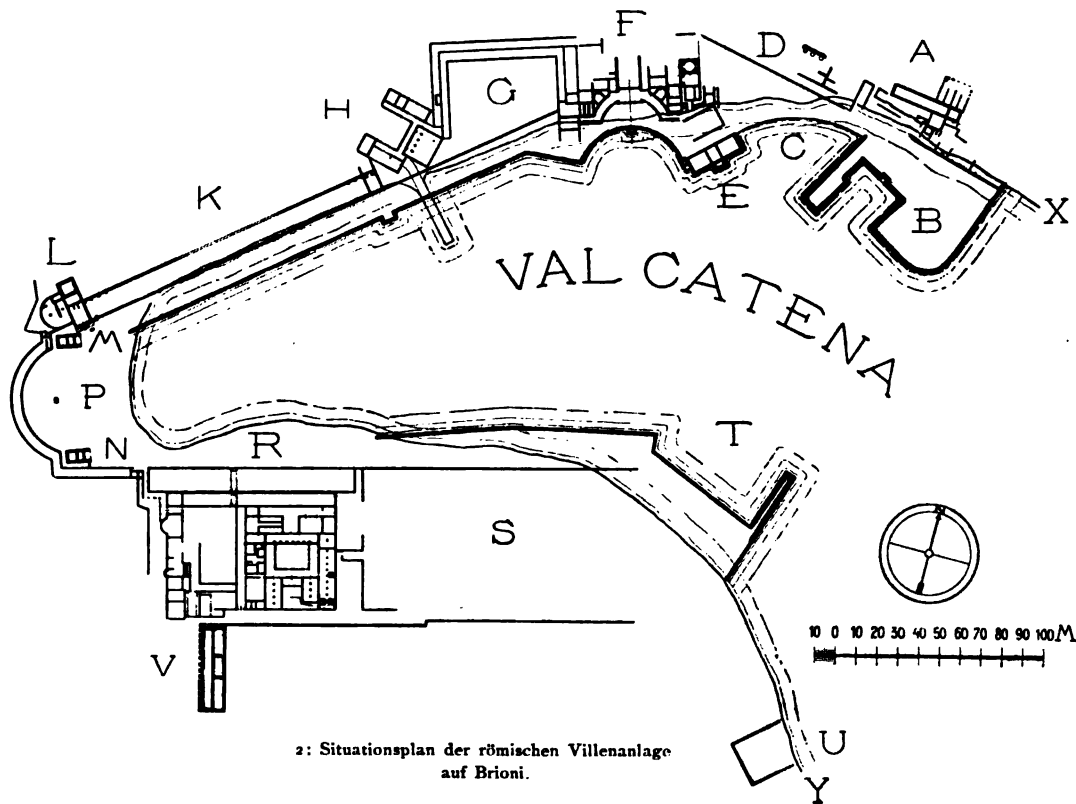 F
D
A
G
H
C
K
E
B
X
L
VAL CATENA
M
P
N
R
T
S
N
10 0 10 20 30 40 50 60 70 80 90 100 M
V
U
Y
2: Situationsplan der römischen Villenanlage
auf Brioni.